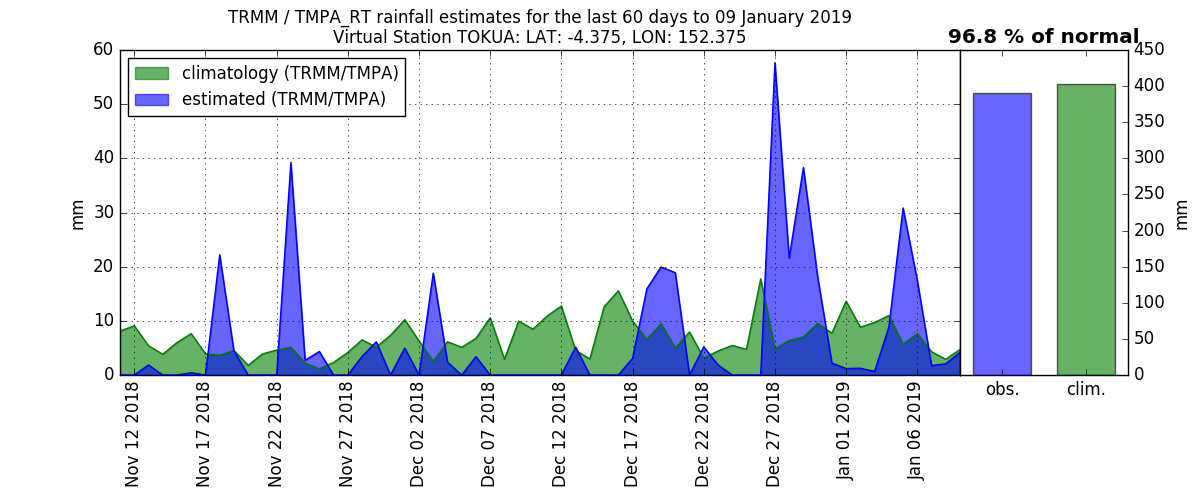 TRMM / TMPA_RT rainfall estimates for the last 60 days to 09 January 2019
Virtual Station TOKUA: LAT: -4.375, LON: 152.375
96.8 % of normal
climatology (TRMM/TMPA)
estimated (TRMM/TMPA)
60
50
40
30
20
10
0
mm
450
400
350
300
250
200
150
100
50
0
mm
obs.
clim.
Nov 12 2018
Nov 17 2018
Nov 22 2018
Nov 27 2018
Dec 02 2018
Dec 07 2018
Dec 12 2018
Dec 17 2018
Dec 22 2018
Dec 27 2018
Jan 01 2019
Jan 06 2019